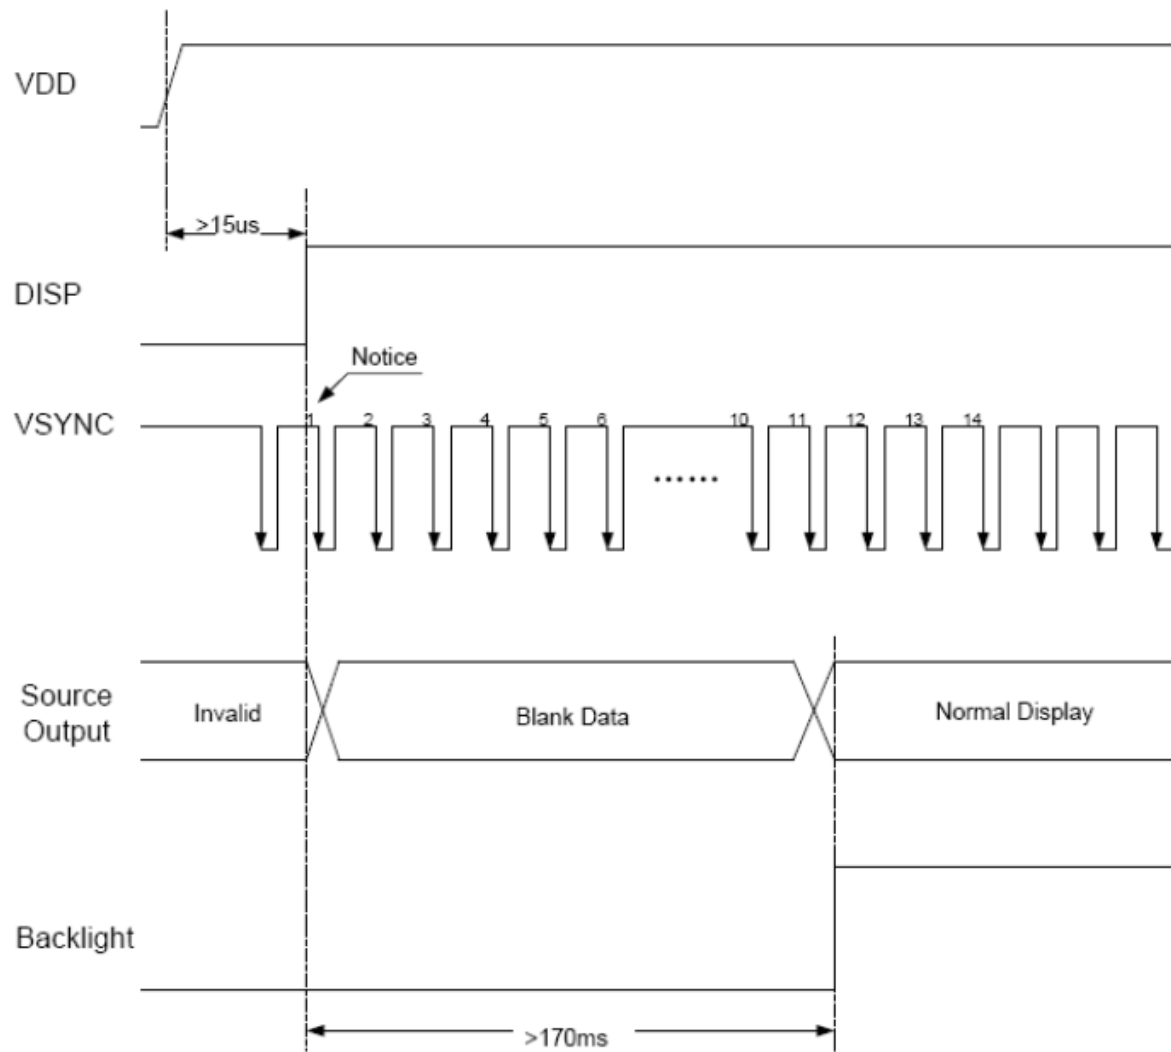 VDD
>15us
DISP
Notice
VSYNC
1 2 3 4 5 6 10 11 12 13 14
......
Source
Output
Invalid
Blank Data
Normal Display
Backlight
>170ms